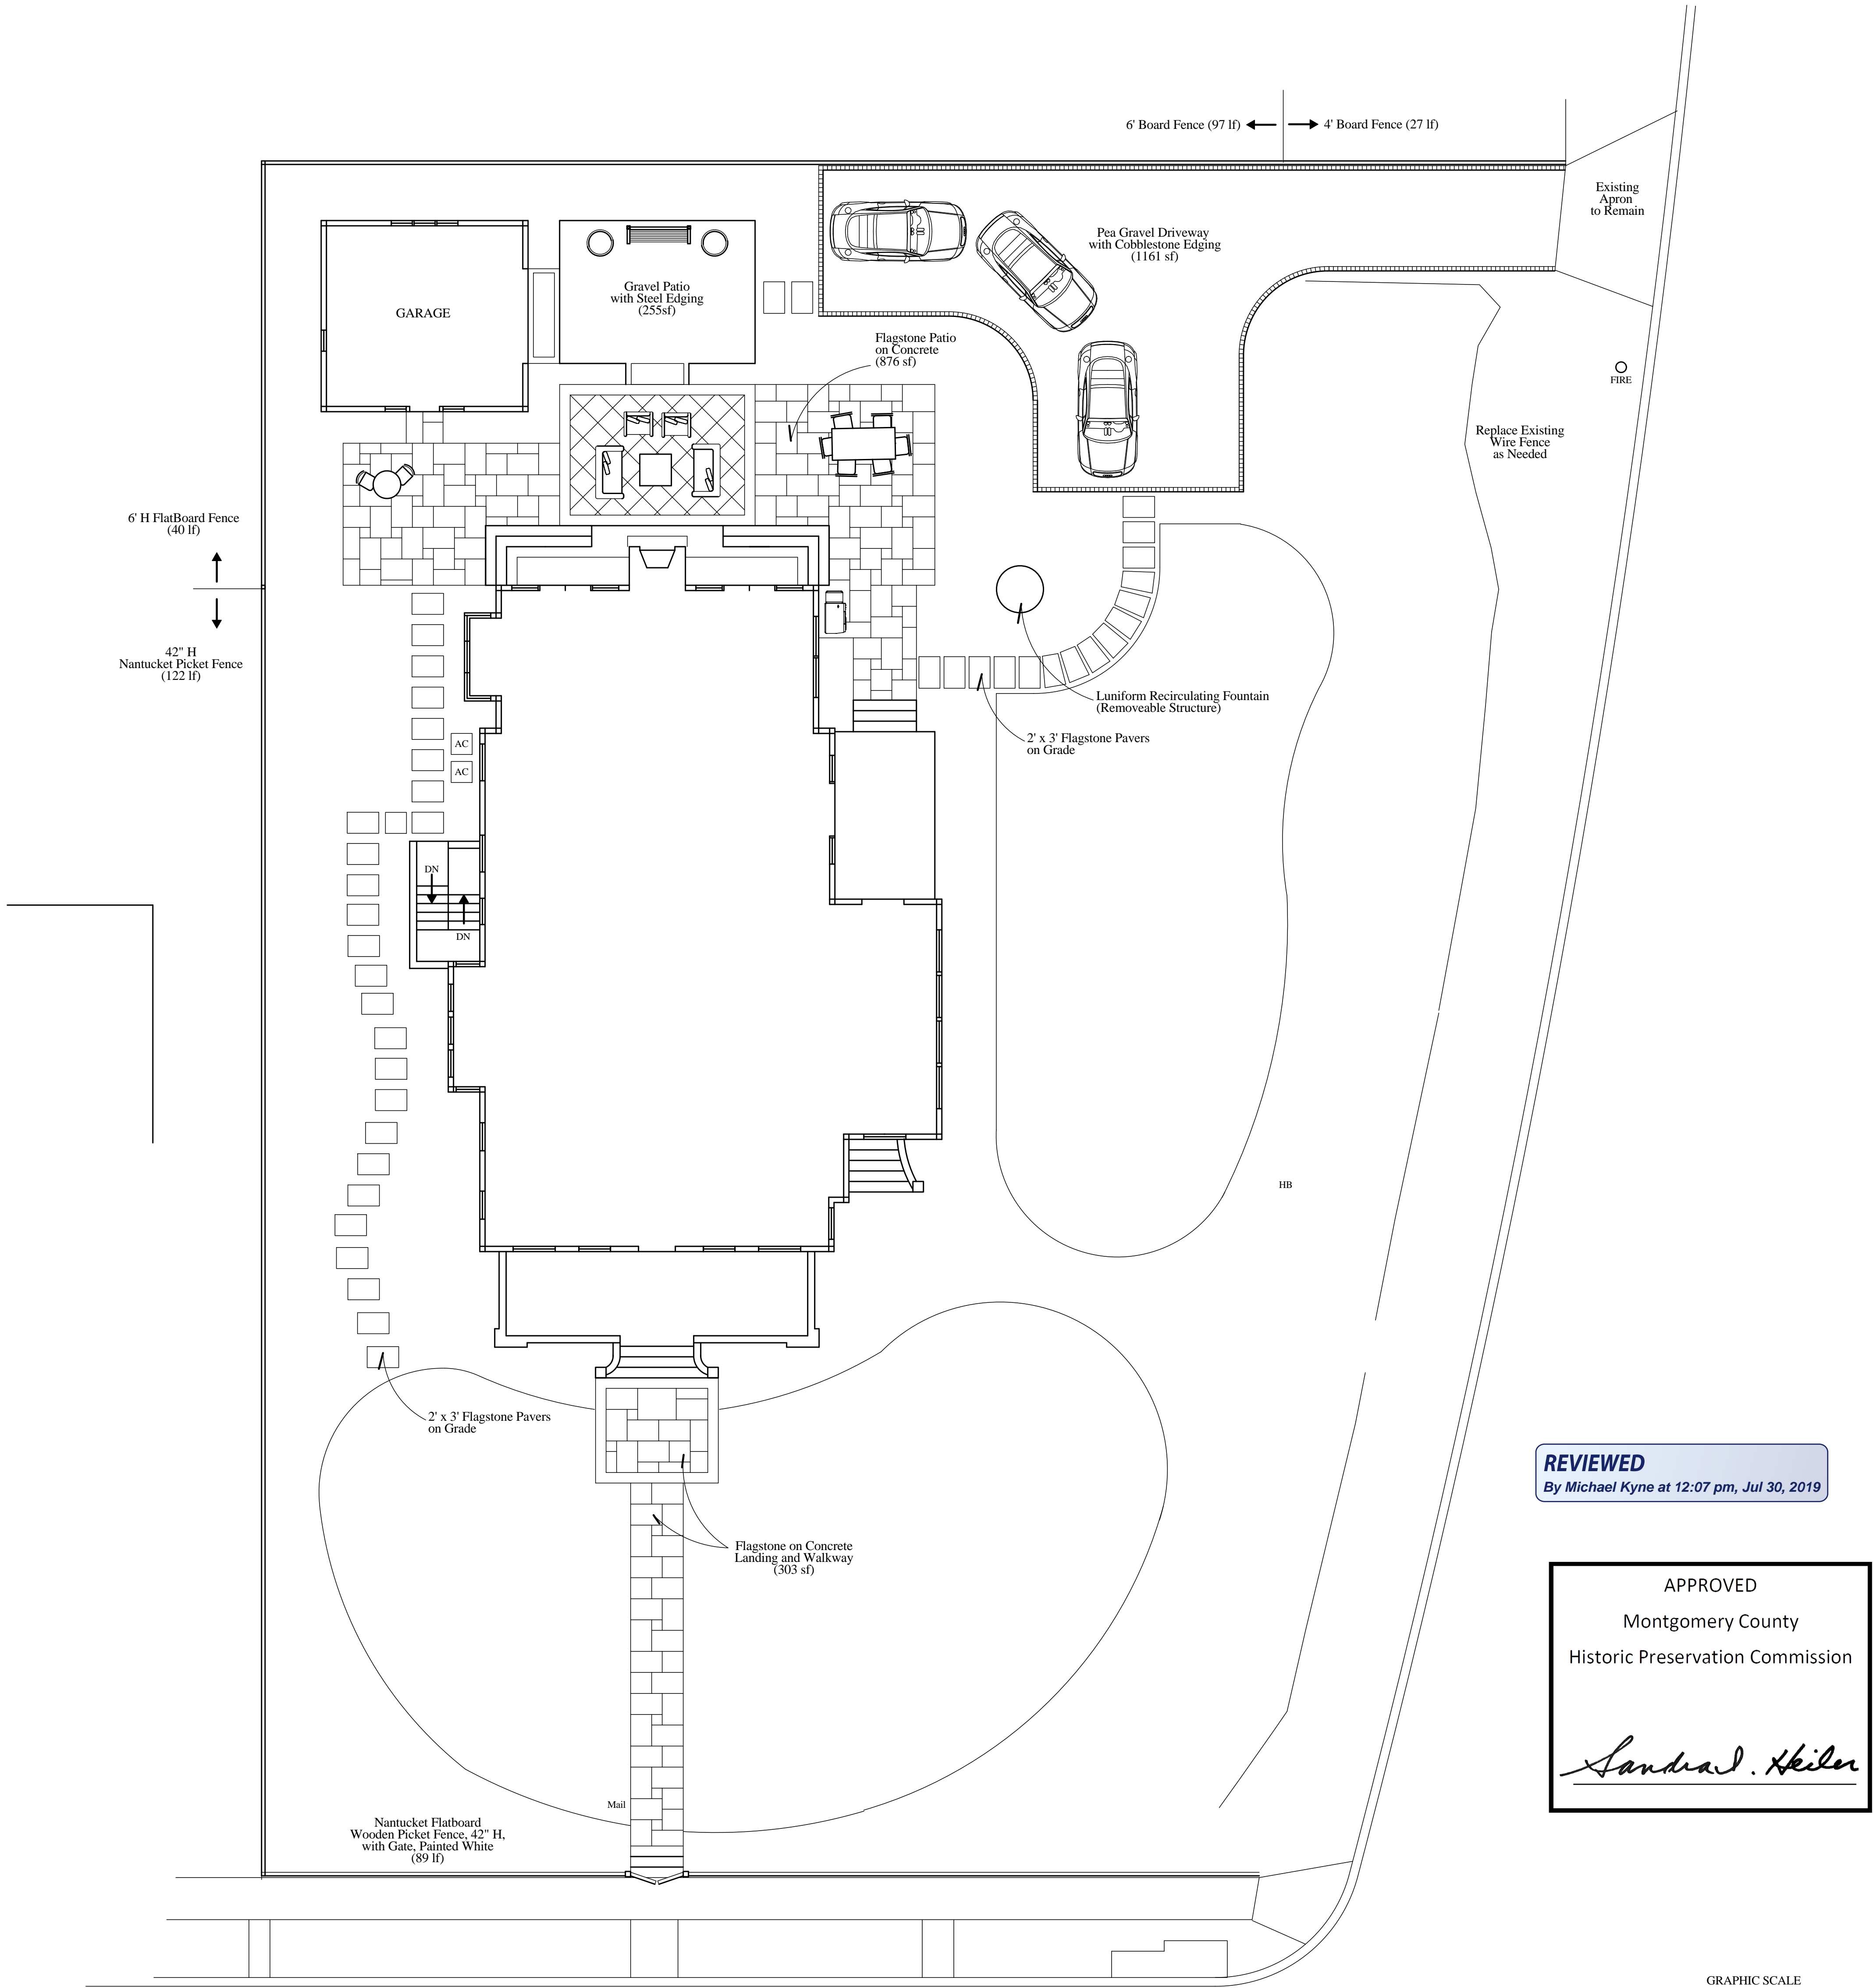 6' Board Fence (97 lf)
4' Board Fence (27 lf)
Existing
Apron
to Remain
Pea Gravel Driveway
with Cobblestone Edging
(1161 sf)
GARAGE
Gravel Patio
with Steel Edging
(255sf)
Flagstone Patio
on Concrete
(876 sf)
FIRE
Replace Existing
Wire Fence
as Needed
6' H FlatBoard Fence
(40 lf)
42" H
Nantucket Picket Fence
(122 lf)
Luniform Recirculating Fountain
(Removeable Structure)
2' x 3' Flagstone Pavers
on Grade
AC
AC
DN
DN
HB
2' x 3' Flagstone Pavers
on Grade
REVIEWED
By Michael Kyne at 12:07 pm, Jul 30, 2019
Flagstone on Concrete
Landing and Walkway
(303 sf)
APPROVED
Montgomery County
Historic Preservation Commission
Sandra I. Heiler
Mail
Nantucket Flatboard
Wooden Picket Fence, 42" H,
with Gate, Painted White
(89 lf)
GRAPHIC SCALE